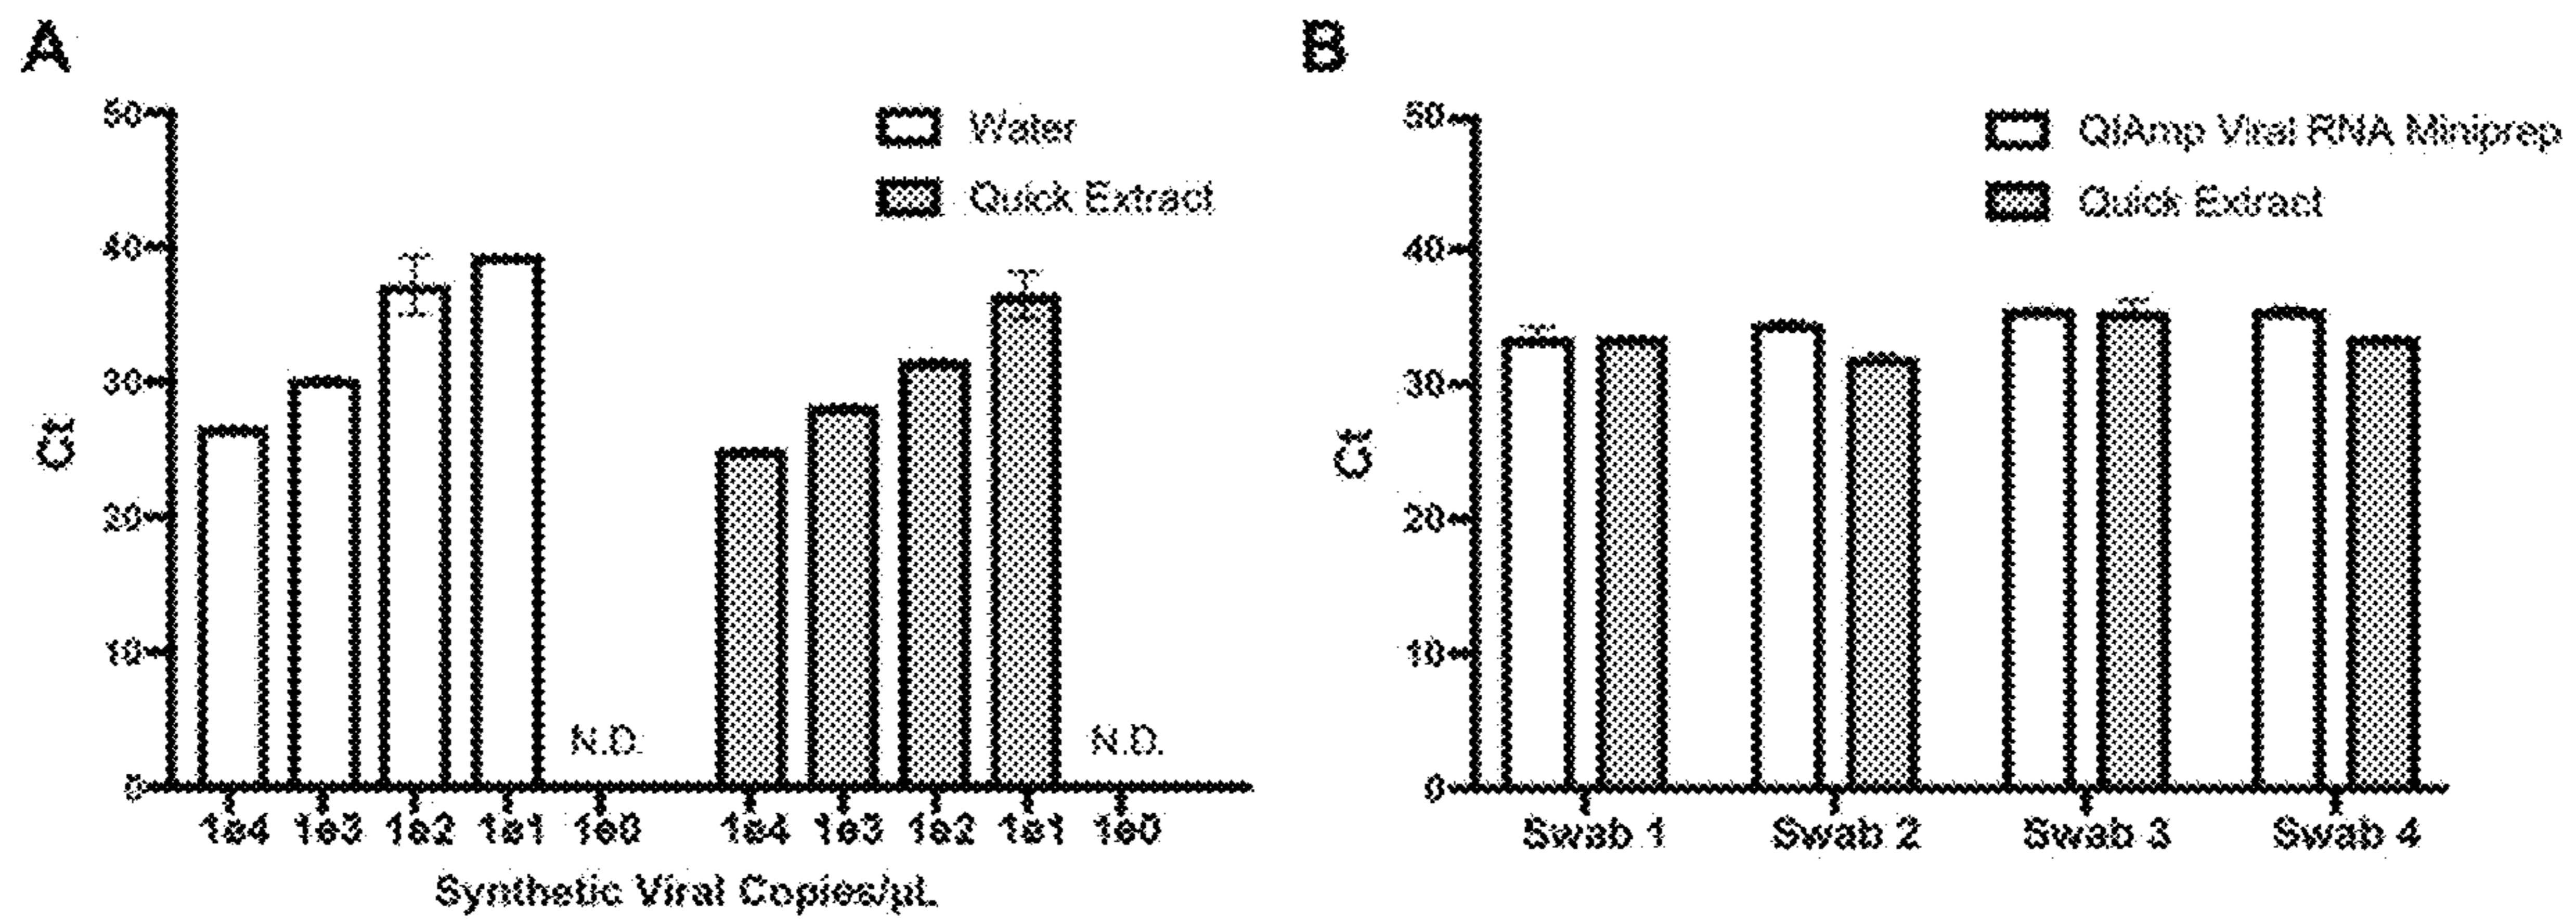 A
50
40
30
20
10
0
Ct
Water
Quick Extract
N.D.
N.D.
1e4 1e3 1e2 1e1 1e0 1e4 1e3 1e2 1e1 1e0
Synthetic Viral Copies/µL
B
50
40
30
20
10
0
Ct
QIAmp Viral RNA Miniprep
Quick Extract
Swab 1 Swab 2 Swab 3 Swab 4